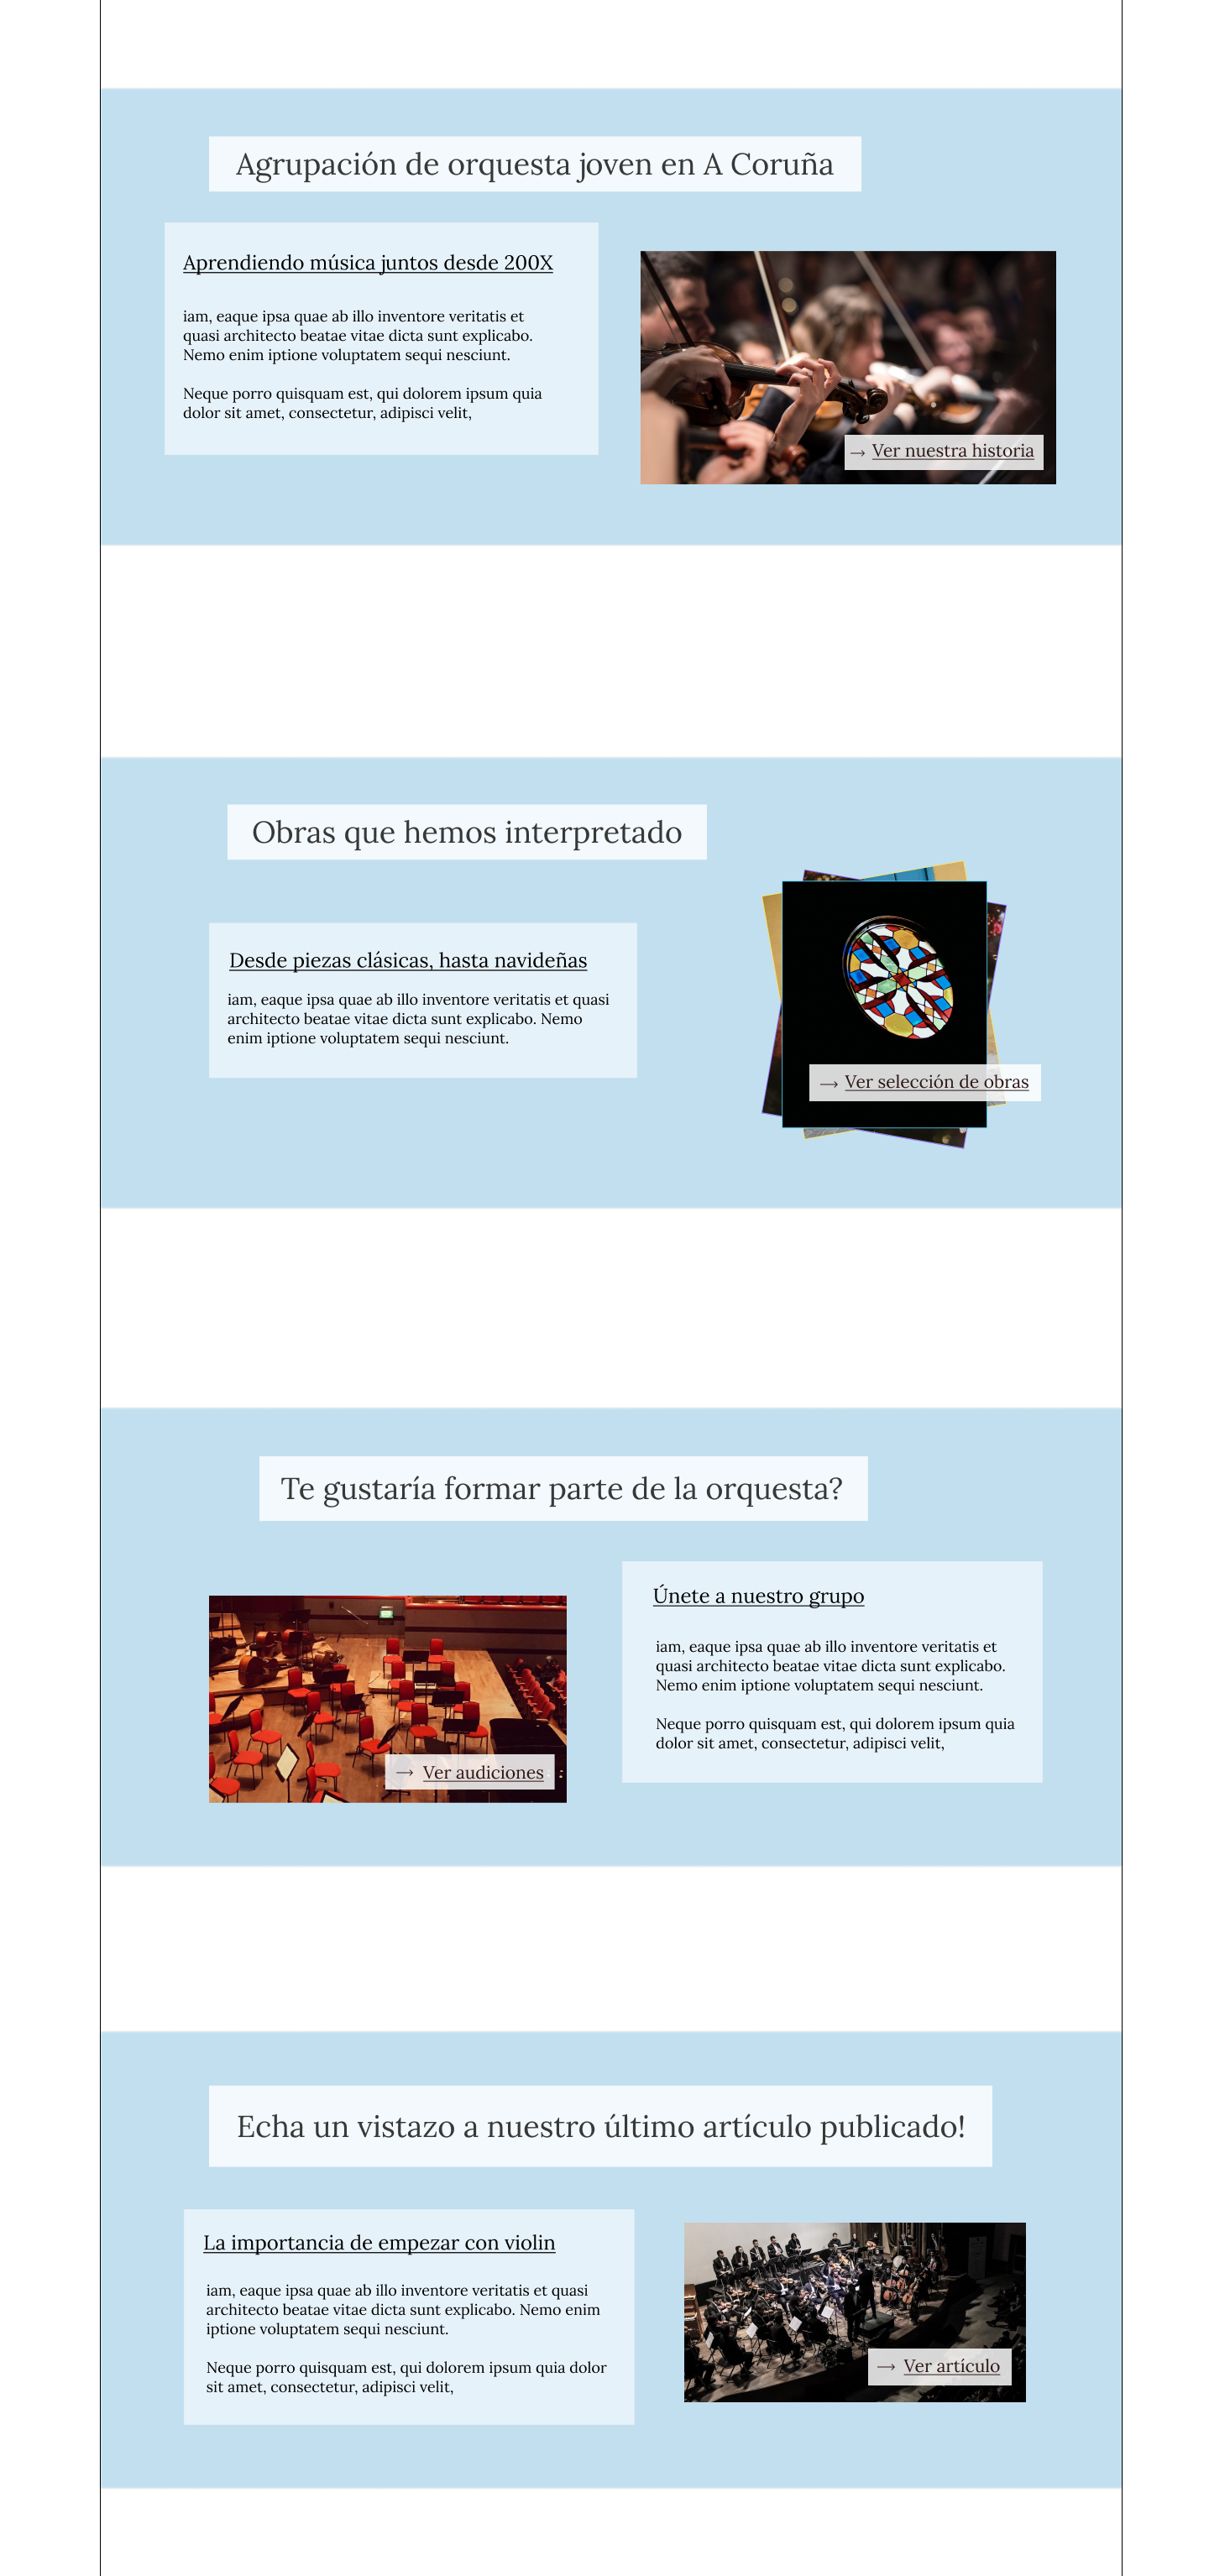 Agrupación de orquesta joven en A Coruña
Aprendiendo música juntos desde 200X
iam, eaque ipsa quae ab illo inventore veritatis et
quasi architecto beatae vitae dicta sunt explicabo.
Nemo enim iptione voluptatem sequi nesciunt.
Neque porro quisquam est, qui dolorem ipsum quia
dolor sit amet, consectetur, adipisci velit,
→ Ver nuestra historia
Obras que hemos interpretado
Desde piezas clásicas, hasta navideñas
iam, eaque ipsa quae ab illo inventore veritatis et quasi
architecto beatae vitae dicta sunt explicabo. Nemo
enim iptione voluptatem sequi nesciunt.
→ Ver selección de obras
Te gustaría formar parte de la orquesta?
Únete a nuestro grupo
iam, eaque ipsa quae ab illo inventore veritatis et
quasi architecto beatae vitae dicta sunt explicabo.
Nemo enim iptione voluptatem sequi nesciunt.
Neque porro quisquam est, qui dolorem ipsum quia
dolor sit amet, consectetur, adipisci velit,
→ Ver audiciones
Echa un vistazo a nuestro último artículo publicado!
La importancia de empezar con violin
iam, eaque ipsa quae ab illo inventore veritatis et quasi
architecto beatae vitae dicta sunt explicabo. Nemo enim
iptione voluptatem sequi nesciunt.
Neque porro quisquam est, qui dolorem ipsum quia dolor
sit amet, consectetur, adipisci velit,
→ Ver artículo